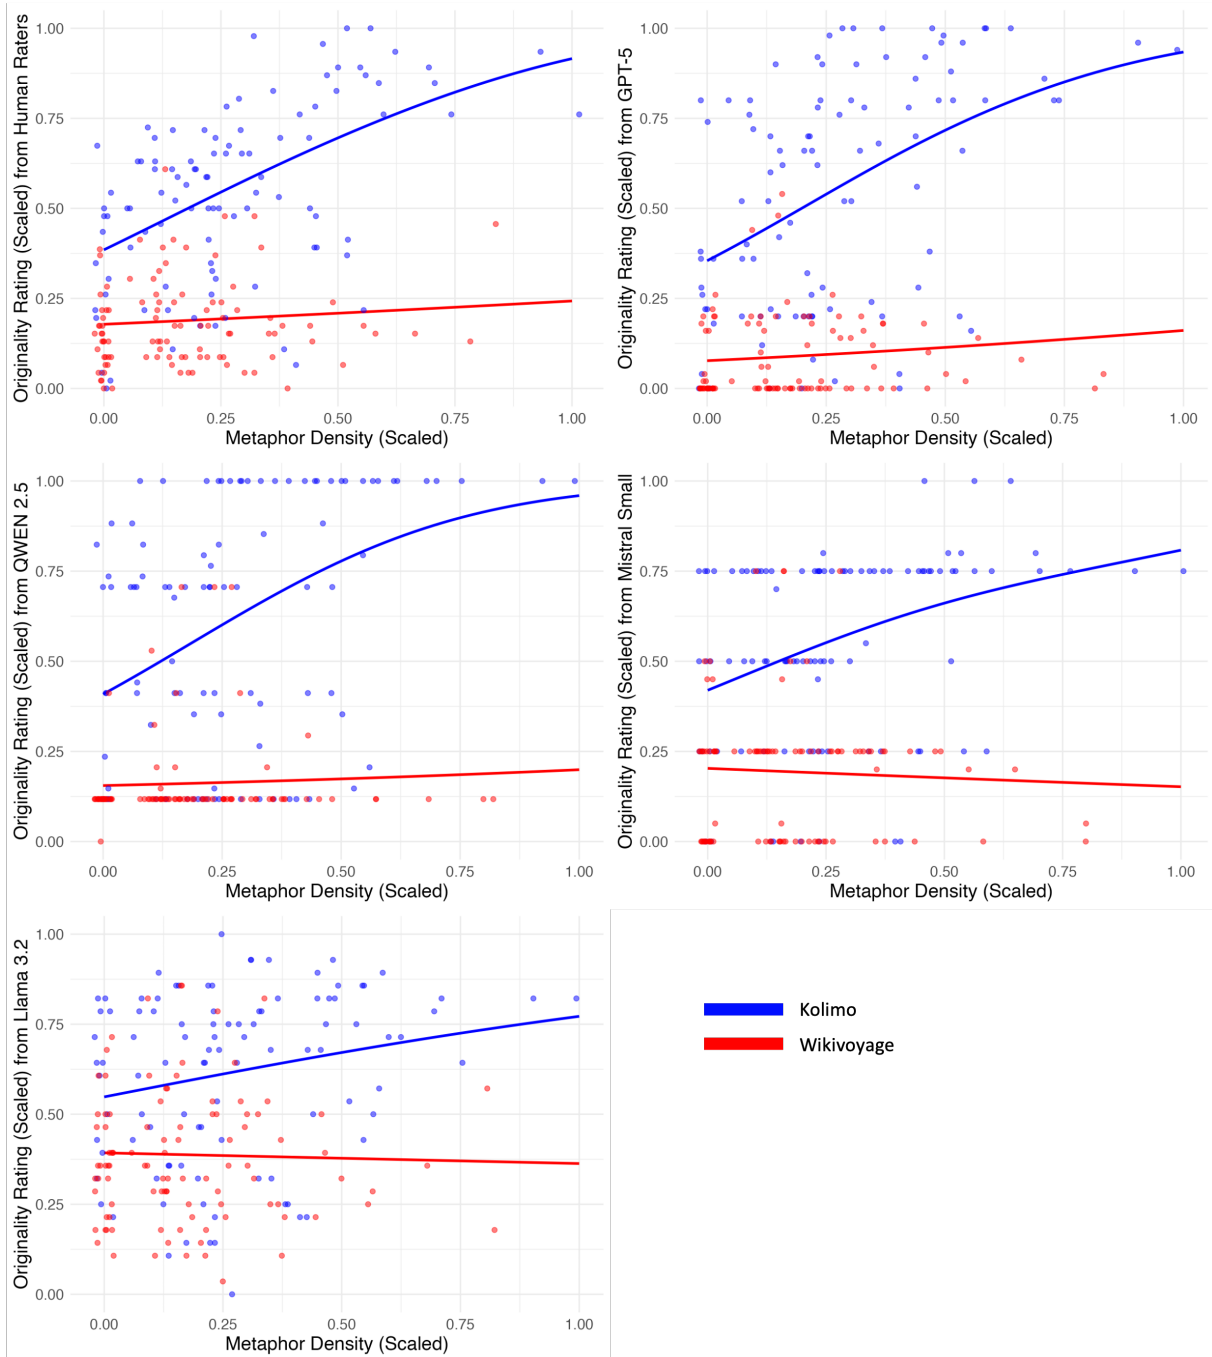 Originality Rating (Scaled) from Human Raters
1.00
0.75
0.50
0.25
0.00
0.00 0.25 0.50 0.75 1.00
Metaphor Density (Scaled)
Originality Rating (Scaled) from GPT-5
1.00
0.75
0.50
0.25
0.00
0.00 0.25 0.50 0.75 1.00
Metaphor Density (Scaled)
Originality Rating (Scaled) from QWEN 2.5
1.00
0.75
0.50
0.25
0.00
0.00 0.25 0.50 0.75 1.00
Metaphor Density (Scaled)
Originality Rating (Scaled) from Mistral Small
1.00
0.75
0.50
0.25
0.00
0.00 0.25 0.50 0.75 1.00
Metaphor Density (Scaled)
Originality Rating (Scaled) from Llama 3.2
1.00
0.75
0.50
0.25
0.00
0.00 0.25 0.50 0.75 1.00
Metaphor Density (Scaled)
Kolimo
Wikivoyage